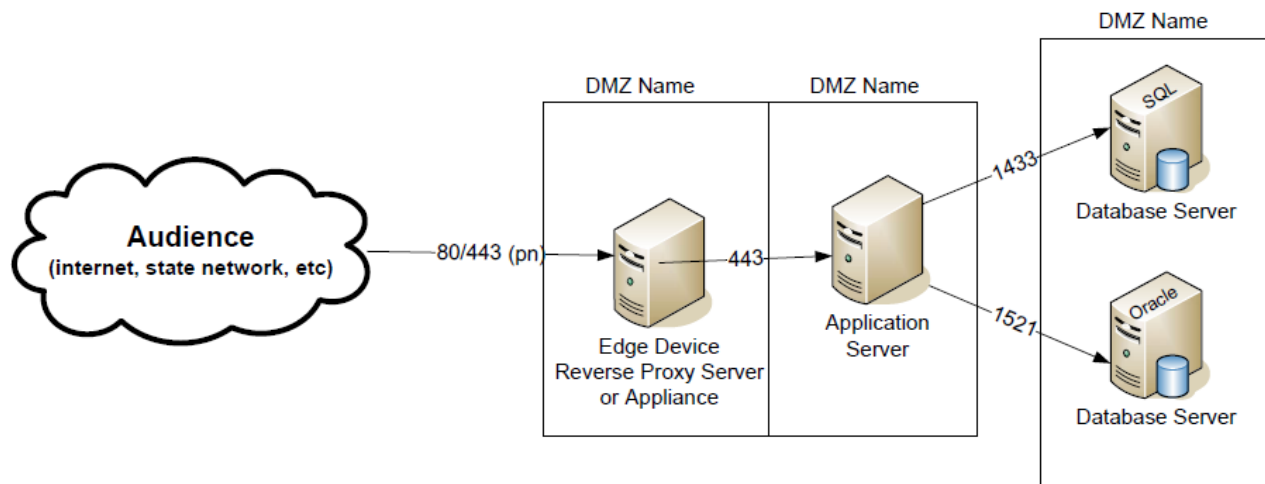 DMZ Name
DMZ Name
DMZ Name
Audience
(internet, state network, etc)
80/443 (pn)
443
1433
1521
SQL
Database Server
Oracle
Database Server
Edge Device
Reverse Proxy Server
or Appliance
Application
Server